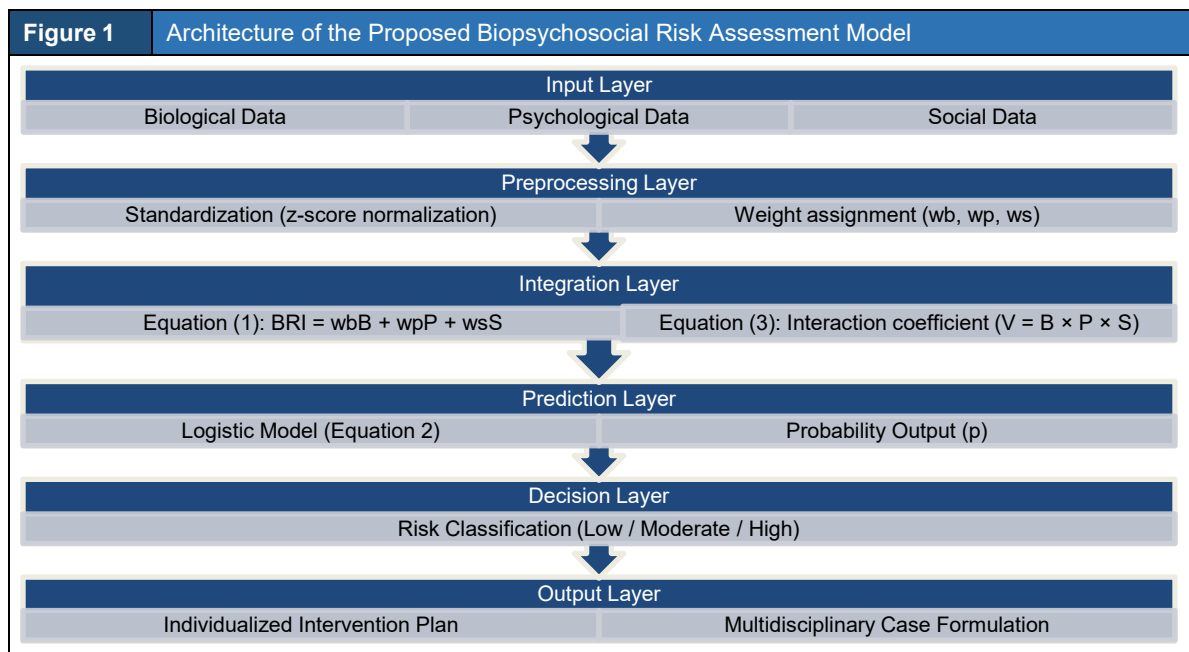 Figure 1 Architecture of the Proposed Biopsychosocial Risk Assessment Model
Input Layer
Biological Data Psychological Data Social Data
Preprocessing Layer
Standardization (z-score normalization) Weight assignment (wb, wp, ws)
Integration Layer
Equation (1): BRI = wbB + wpP + wsS Equation (3): Interaction coefficient (V = B × P × S)
Prediction Layer
Logistic Model (Equation 2) Probability Output (p)
Decision Layer
Risk Classification (Low / Moderate / High)
Output Layer
Individualized Intervention Plan Multidisciplinary Case Formulation